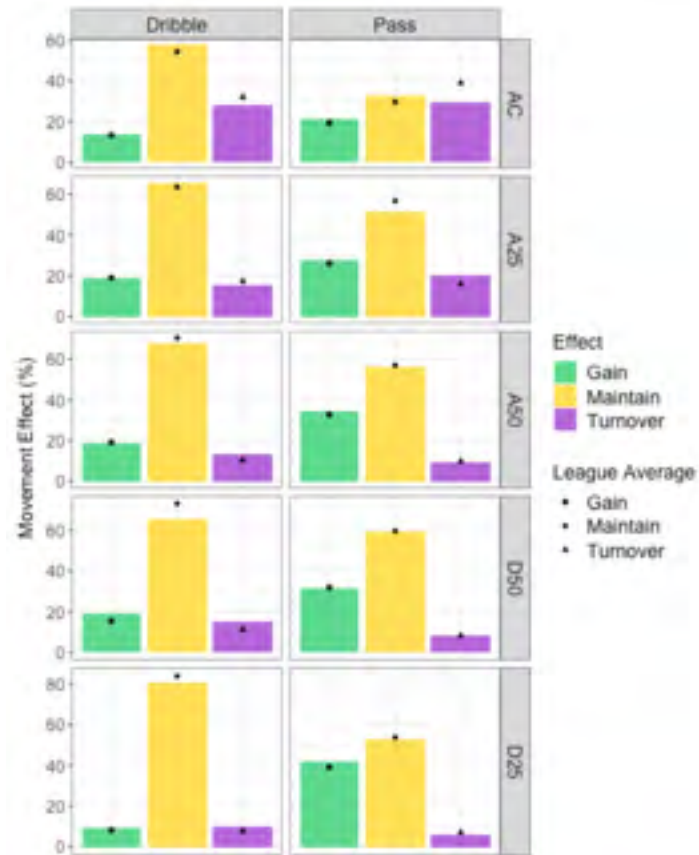 Dribble Pass
60
40
20
0
AC
60
40
20
0
A25
60
40
20
0
A50
60
40
20
0
D50
80
60
40
20
0
D25
Movement Effect (%)
Effect
Gain
Maintain
Turnover
League Average
Gain
Maintain
Turnover